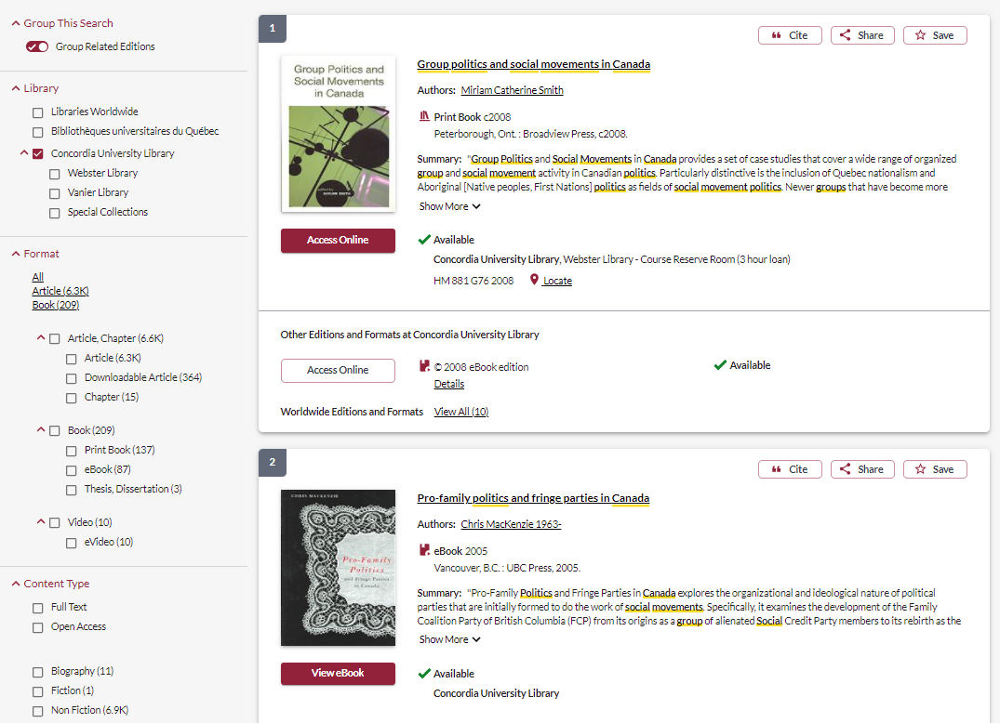 Group This Search
Group Related Editions
Library
Libraries Worldwide
Bibliothèques universitaires du Québec
Concordia University Library
Webster Library
Vanier Library
Special Collections
Format
All
Article (6.3K)
Book (209)
Article, Chapter (6.6K)
Article (6.3K)
Downloadable Article (364)
Chapter (15)
Book (209)
Print Book (137)
eBook (87)
Thesis, Dissertation (3)
Video (10)
eVideo (10)
Content Type
Full Text
Open Access
Biography (11)
Fiction (1)
Non Fiction (6.9K)
1
Cite
Share
Save
Group Politics and
Social Movements
in Canada
edited by
MIRIAM SMITH
Group politics and social movements in Canada
Authors: Miriam Catherine Smith
Print Book c2008
Peterborough, Ont. : Broadview Press, c2008.
Summary: "Group Politics and Social Movements in Canada provides a set of case studies that cover a wide range of organized
group and social movement activity in Canadian politics. Particularly distinctive is the inclusion of Quebec nationalism and
Aboriginal [Native peoples, First Nations] politics as fields of social movement politics. Newer groups that have become more
Show More
Access Online
Available
Concordia University Library, Webster Library - Course Reserve Room (3 hour loan)
HM 881 G76 2008
Locate
Other Editions and Formats at Concordia University Library
Access Online
© 2008 eBook edition
Details
Available
Worldwide Editions and Formats View All (10)
2
Cite
Share
Save
CHRIS MACKENZIE
Pro-Family
Politics
and Fringe Parties
in Canada
Pro-family politics and fringe parties in Canada
Authors: Chris MacKenzie 1963-
eBook 2005
Vancouver, B.C. : UBC Press, 2005.
Summary: "Pro-Family Politics and Fringe Parties in Canada explores the organizational and ideological nature of political
parties that are initially formed to do the work of social movements. Specifically, it examines the development of the Family
Coalition Party of British Columbia (FCP) from its origins as a group of alienated Social Credit Party members to its rebirth as the
Show More
View eBook
Available
Concordia University Library